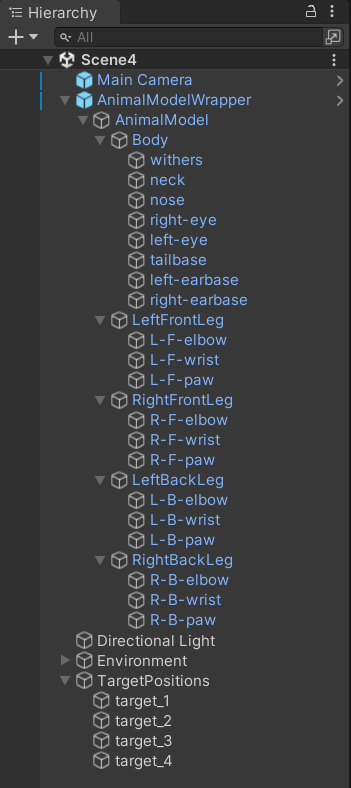 Hierarchy
All
Scene4
Main Camera
AnimalModelWrapper
AnimalModel
Body
withers
neck
nose
right-eye
left-eye
tailbase
left-earbase
right-earbase
LeftFrontLeg
L-F-elbow
L-F-wrist
L-F-paw
RightFrontLeg
R-F-elbow
R-F-wrist
R-F-paw
LeftBackLeg
L-B-elbow
L-B-wrist
L-B-paw
RightBackLeg
R-B-elbow
R-B-wrist
R-B-paw
Directional Light
Environment
TargetPositions
target_1
target_2
target_3
target_4